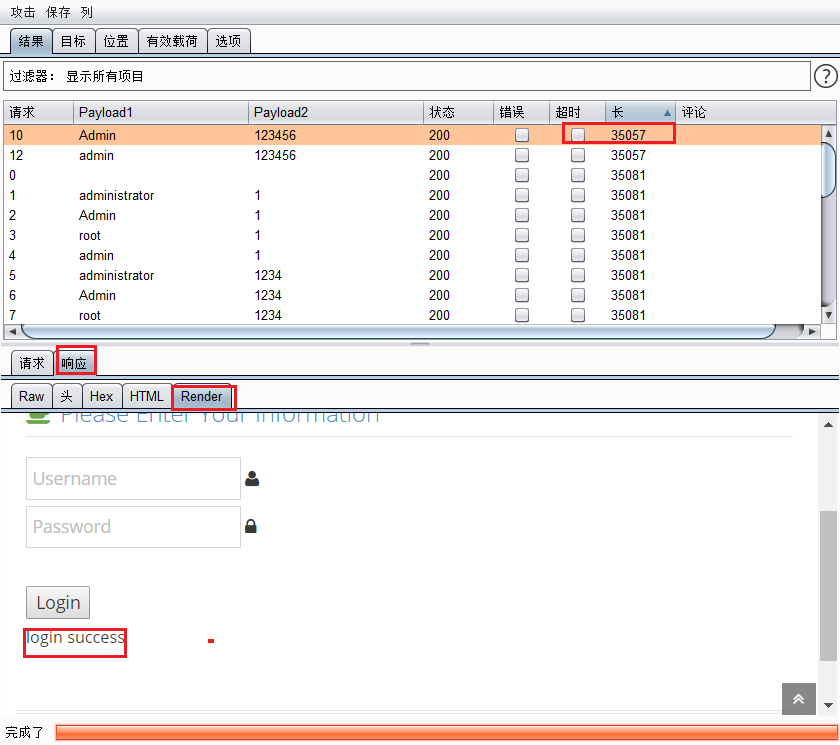 攻击 保存 列
结果 目标 位置 有效载荷 选项
过滤器： 显示所有项目 ?
请求 Payload1 Payload2 状态 错误 超时 长 评论
10 Admin 123456 200 35057
12 admin 123456 200 35057
0 200 35081
1 administrator 1 200 35081
2 Admin 1 200 35081
3 root 1 200 35081
4 admin 1 200 35081
5 administrator 1234 200 35081
6 Admin 1234 200 35081
7 root 1234 200 35081
请求 响应
Raw 头 Hex HTML Render
Please Enter Your Information
Username
Password
Login
login success
完成了